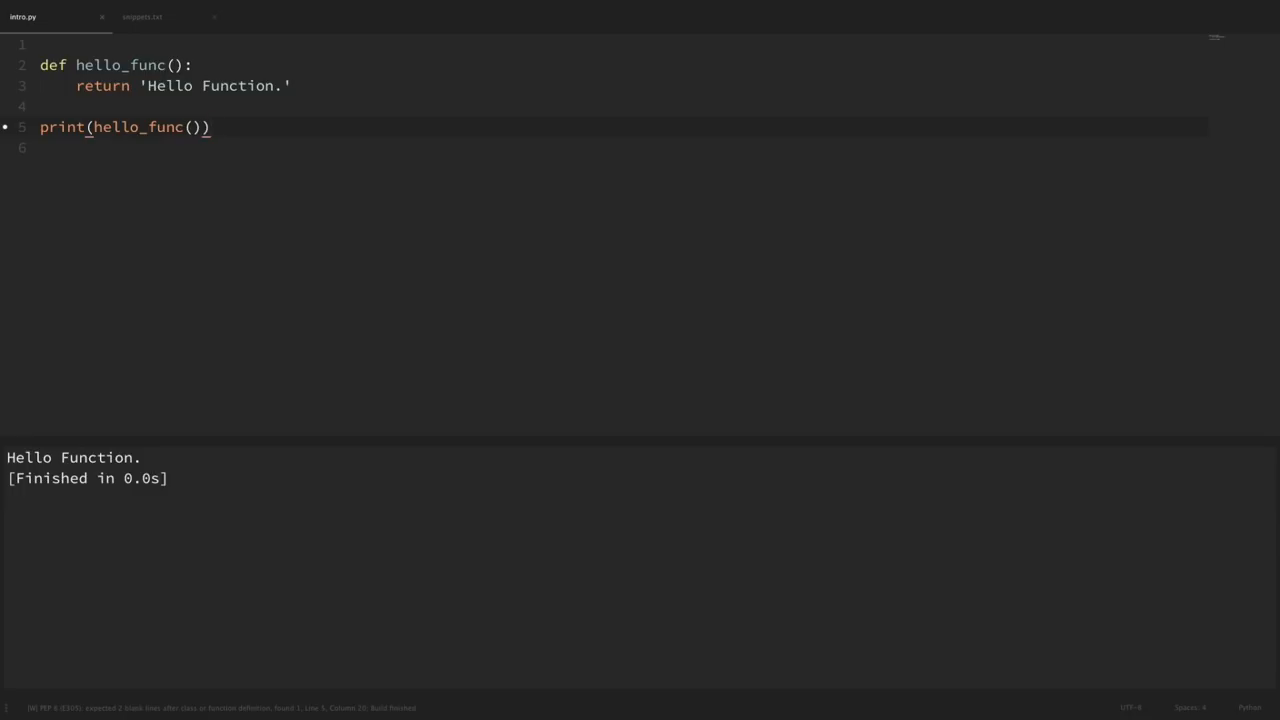 intro.py × snippets.txt ×
1
2 def hello_func():
3     return 'Hello Function.'
4
5 print(hello_func())
6
Hello Function.
[Finished in 0.0s]
[W] PEP 8 (E305): expected 2 blank lines after class or function definition, found 1, Line 5, Column 20; Build finished
UTF-8 Spaces: 4 Python